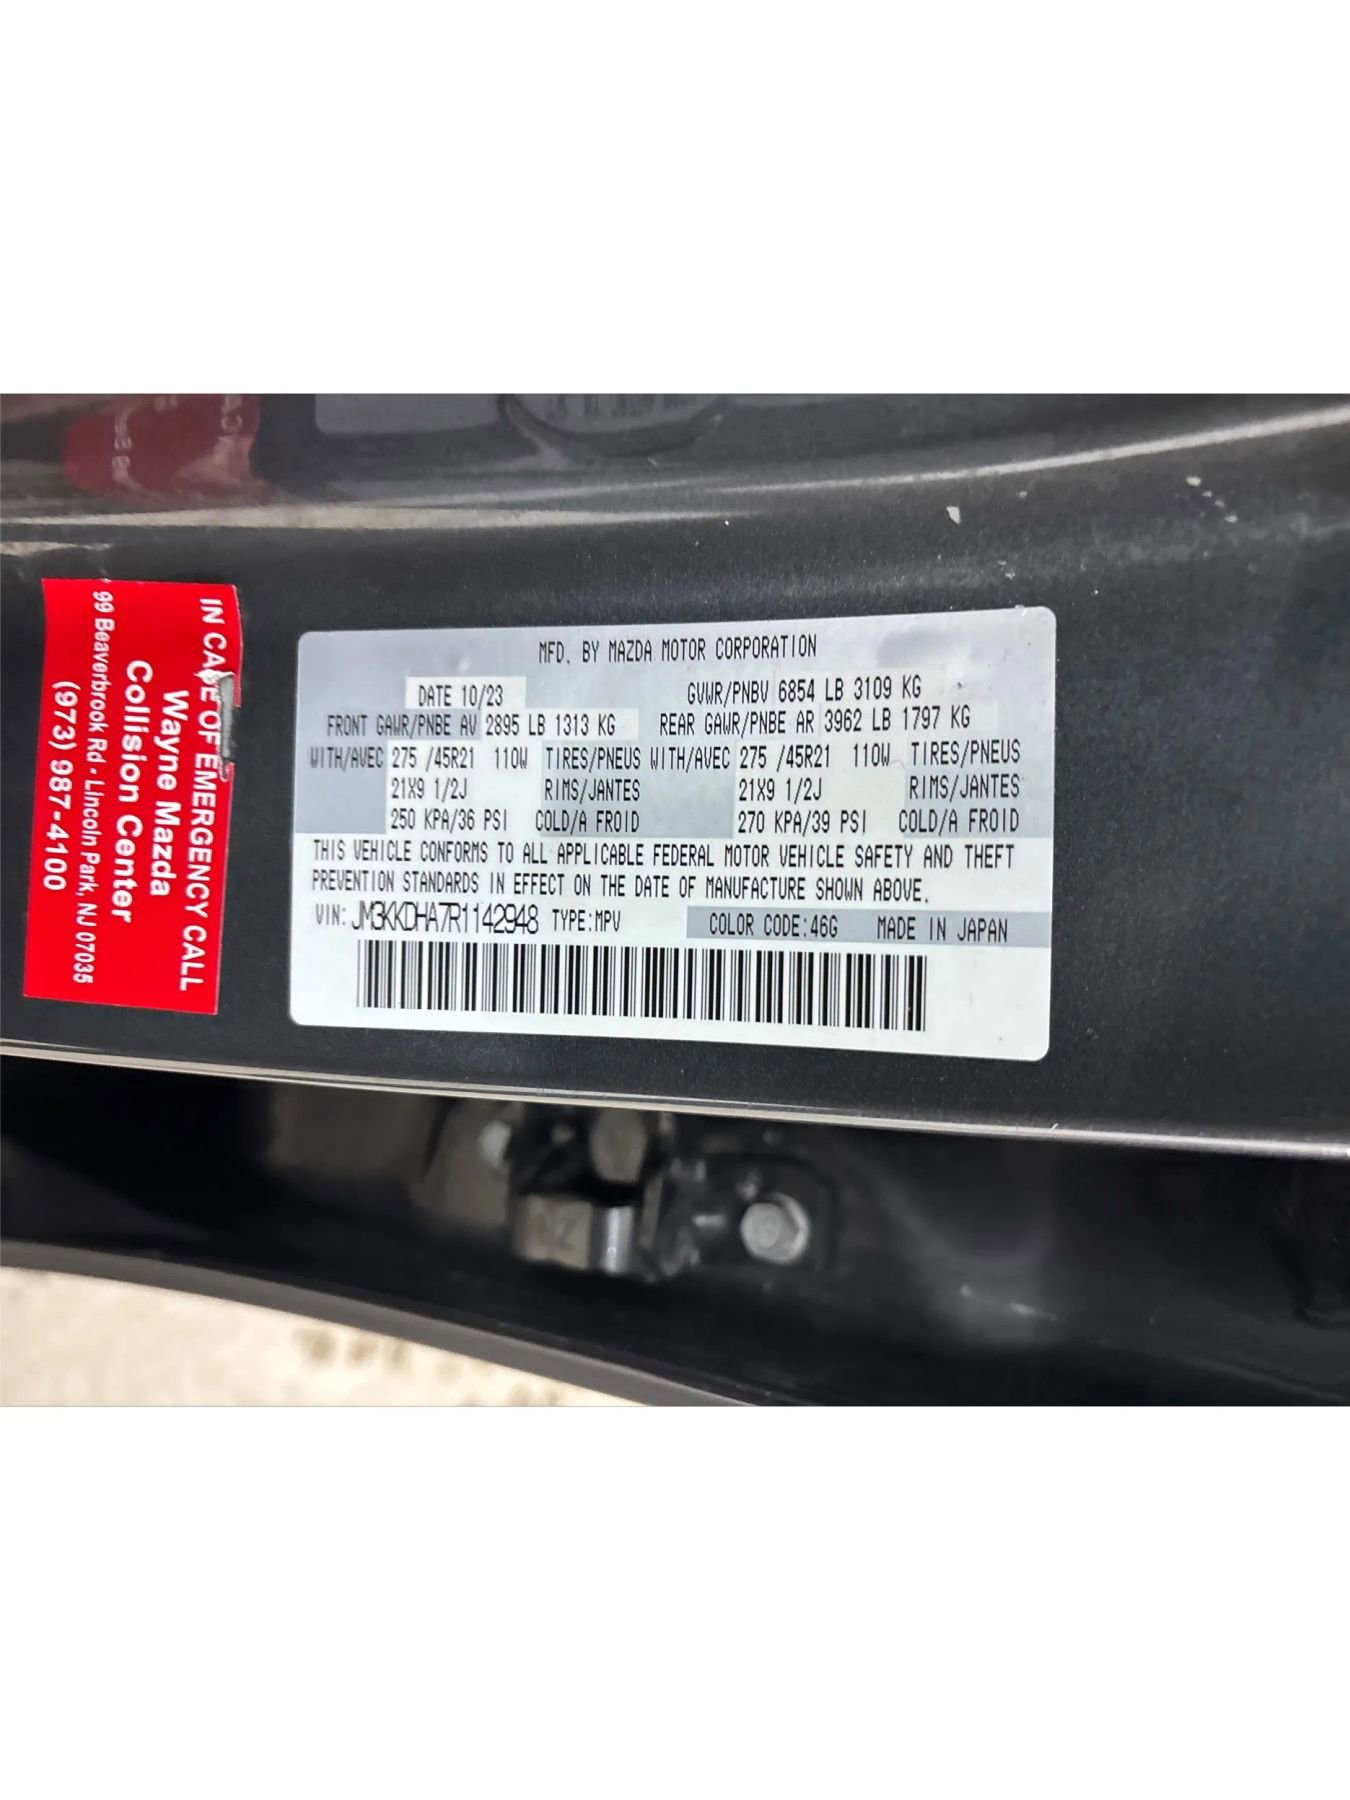 IN CASE OF EMERGENCY CALL
Wayne Mazda
Collision Center
99 Beaverbrook Rd - Lincoln Park, NJ 07035
(973) 987-4100
MFD. BY MAZDA MOTOR CORPORATION
DATE 10/23 GVWR/PNBV 6854 LB 3109 KG
FRONT GAWR/PNBE AV 2895 LB 1313 KG REAR GAWR/PNBE AR 3962 LB 1797 KG
WITH/AVEC 275 /45R21 110W TIRES/PNEUS WITH/AVEC 275 /45R21 110W TIRES/PNEUS
21X9 1/2J RIMS/JANTES 21X9 1/2J RIMS/JANTES
250 KPA/36 PSI COLD/A FROID 270 KPA/39 PSI COLD/A FROID
THIS VEHICLE CONFORMS TO ALL APPLICABLE FEDERAL MOTOR VEHICLE SAFETY AND THEFT
PREVENTION STANDARDS IN EFFECT ON THE DATE OF MANUFACTURE SHOWN ABOVE.
VIN: JM3KKDHA7R1142948 TYPE:MPV COLOR CODE:46G MADE IN JAPAN